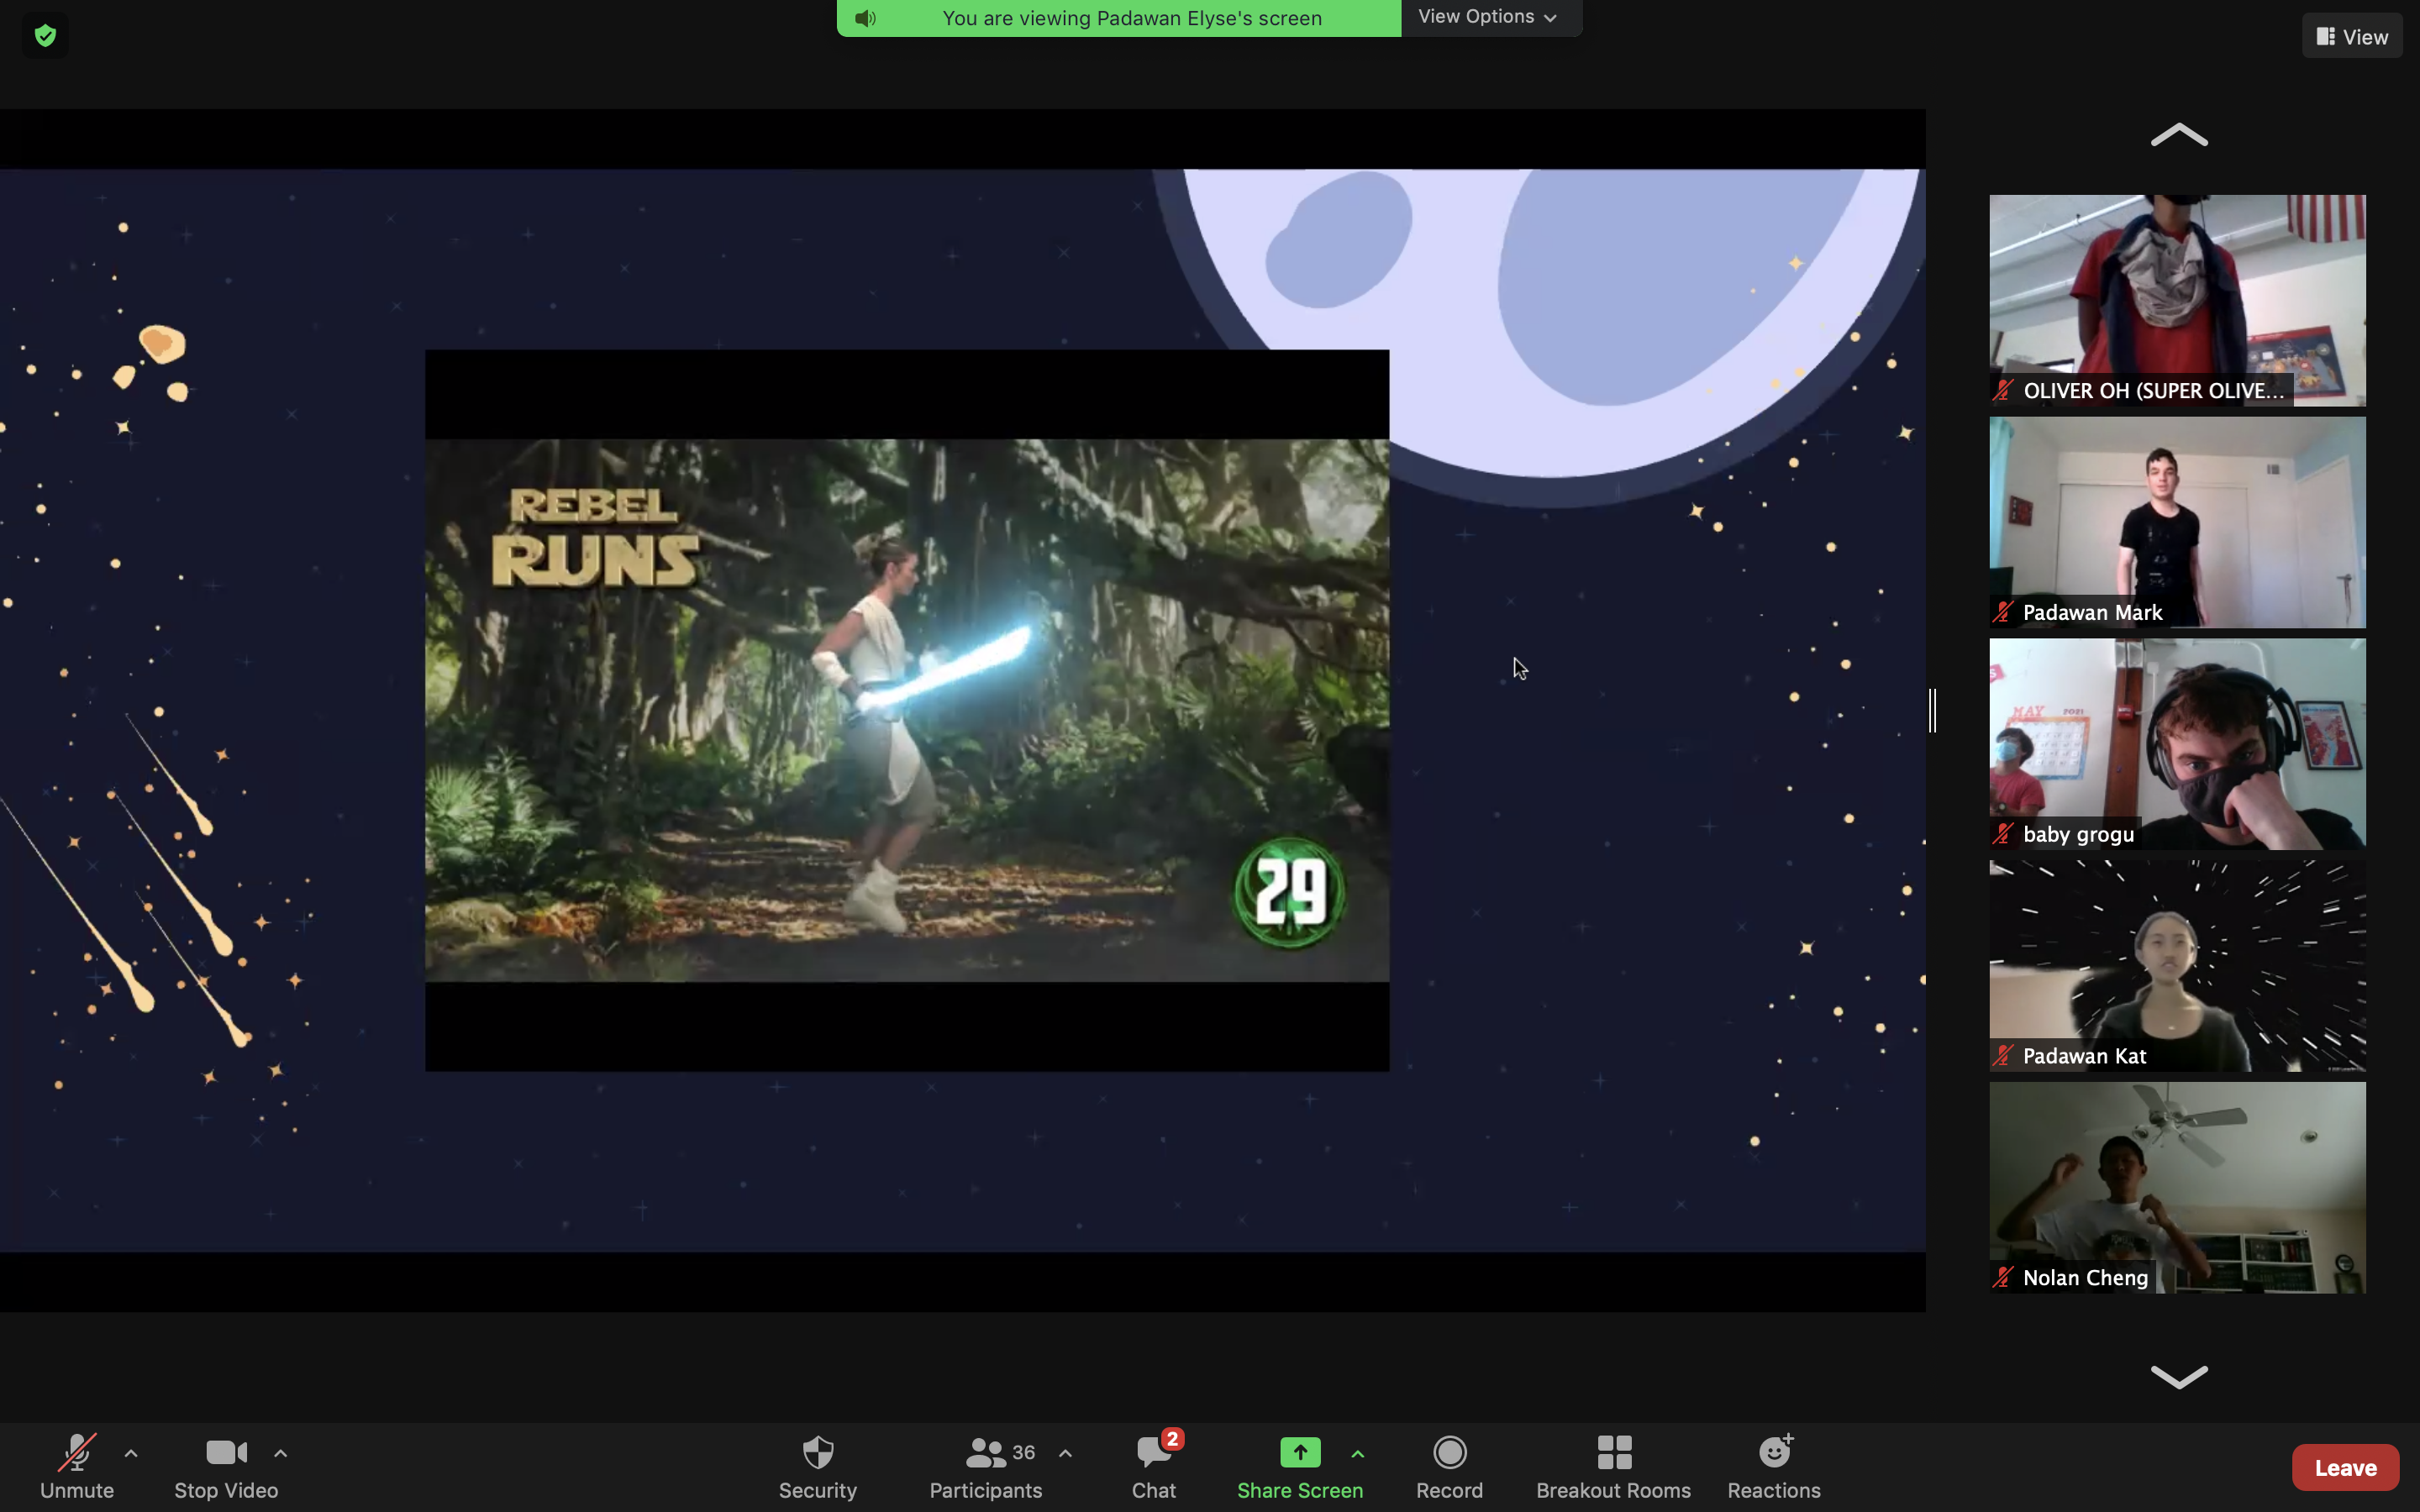 You are viewing Padawan Elyse's screen
View Options
View
REBEL
RUNS
29
OLIVER OH (SUPER OLIVE...
Padawan Mark
MAY 2021
baby grogu
Padawan Kat
Nolan Cheng
Unmute
Stop Video
Security
36
Participants
2
Chat
Share Screen
Record
Breakout Rooms
Reactions
Leave